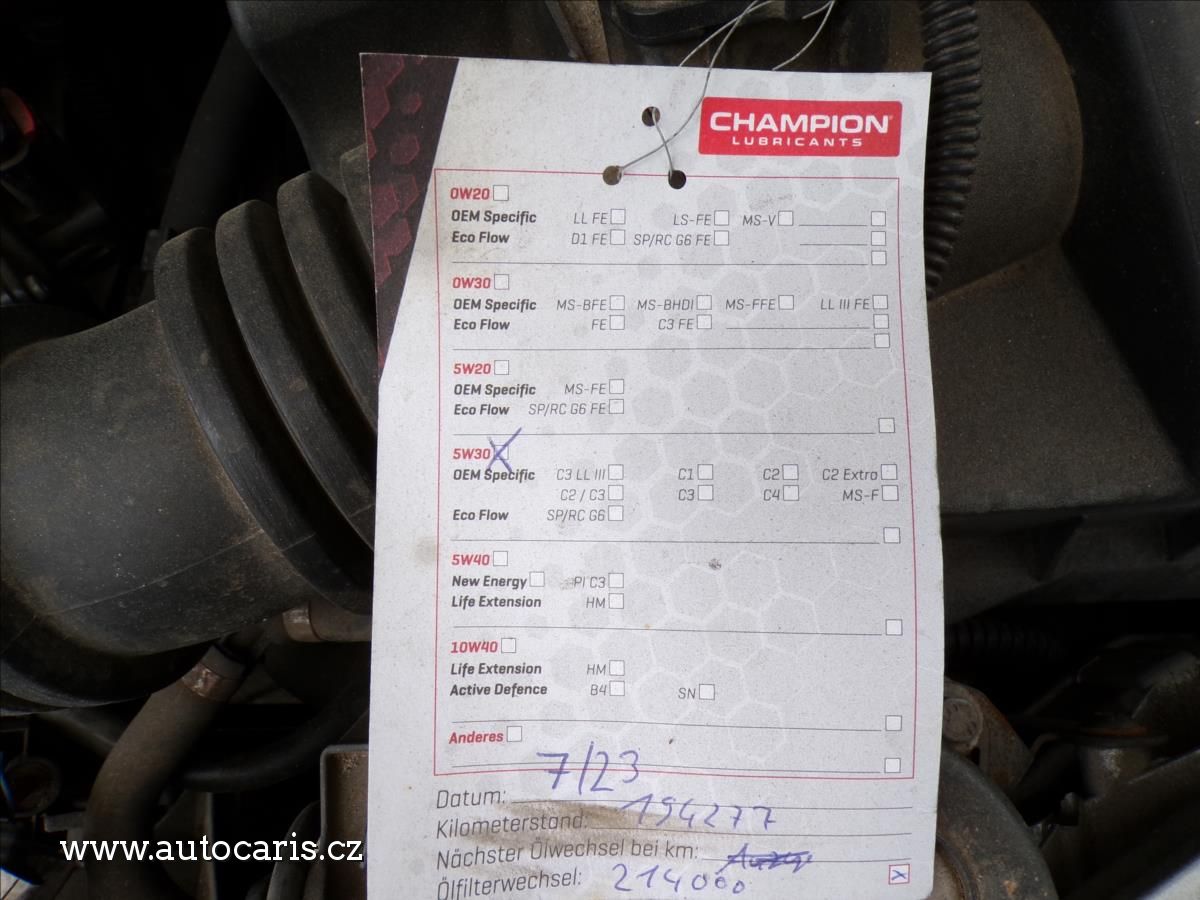 CHAMPION
LUBRICANTS
0W20
OEM Specific LL FE LS-FE MS-V
Eco Flow D1 FE SP/RC G6 FE
0W30
OEM Specific MS-BFE MS-BHDI MS-FFE LL III FE
Eco Flow FE C3 FE
5W20
OEM Specific MS-FE
Eco Flow SP/RC G6 FE
5W30 X
OEM Specific C3 LL III C1 C2 C2 Extra
C2 / C3 C3 C4 MS-F
Eco Flow SP/RC G6
5W40
New Energy PI C3
Life Extension HM
10W40
Life Extension HM
Active Defence B4 SN
Anderes
Datum: 7/23
Kilometerstand: 194277
Nächster Ölwechsel bei km:
Ölfilterwechsel: 214000 X
www.autocaris.cz